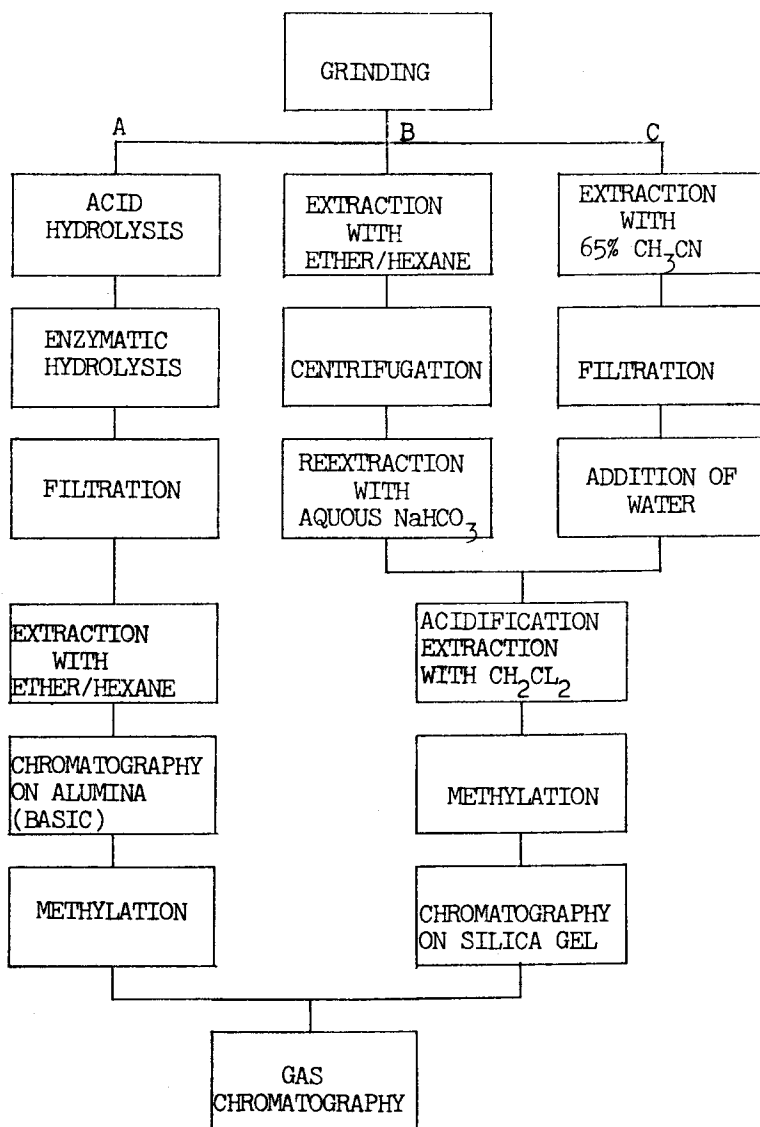 GRINDING
A
B
C
ACID
HYDROLYSIS
ENZYMATIC
HYDROLYSIS
FILTRATION
EXTRACTION
WITH
ETHER/HEXANE
CHROMATOGRAPHY
ON ALUMINA
(BASIC)
METHYLATION
EXTRACTION
WITH
ETHER/HEXANE
CENTRIFUGATION
REEXTRACTION
WITH
AQUOUS NaHCO3
EXTRACTION
WITH
65% CH3CN
FILTRATION
ADDITION OF
WATER
ACIDIFICATION
EXTRACTION
WITH CH2CL2
METHYLATION
CHROMATOGRAPHY
ON SILICA GEL
GAS
CHROMATOGRAPHY